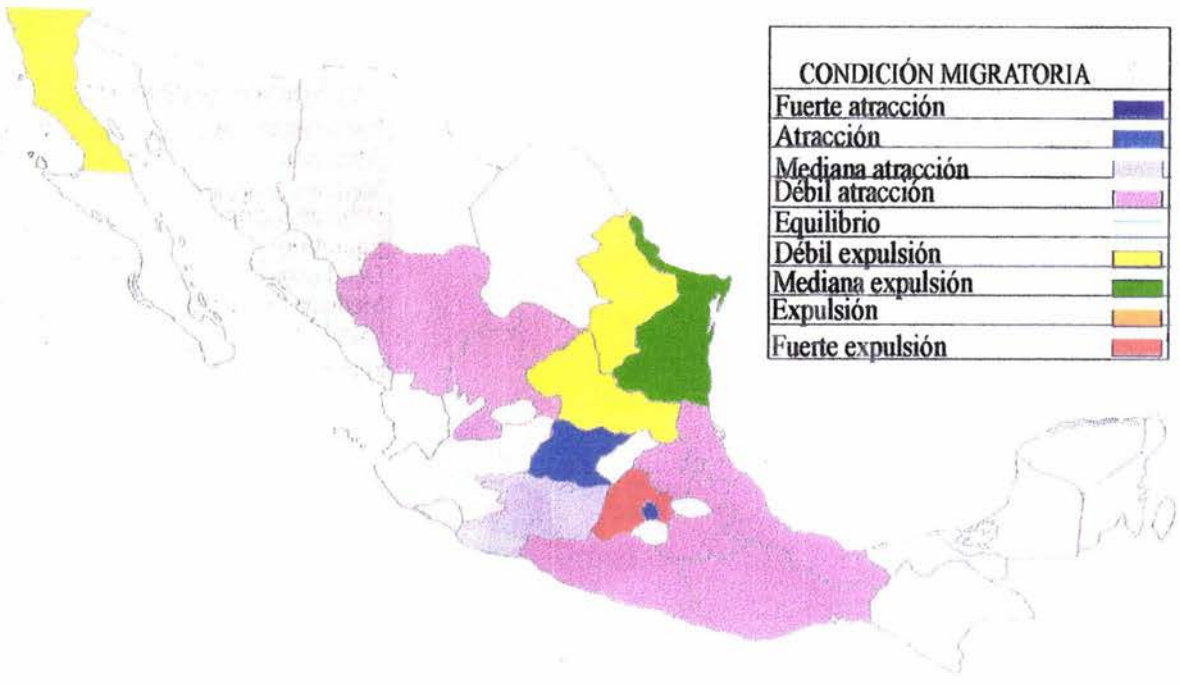 CONDICIÓN MIGRATORIA
Fuerte atracción
Atracción
Mediana atracción
Débil atracción
Equilibrio
Débil expulsión
Mediana expulsión
Expulsión
Fuerte expulsión